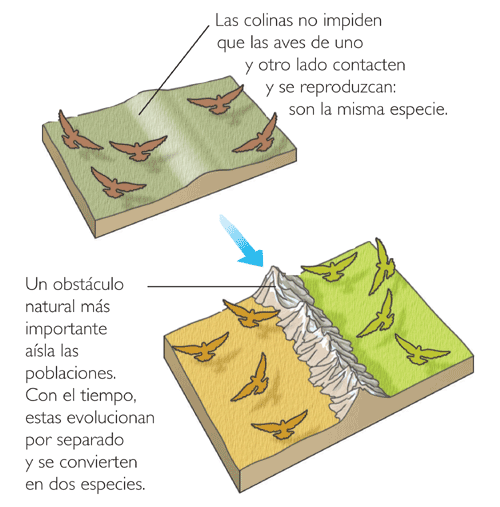 Las colinas no impiden
que las aves de uno
y otro lado contacten
y se reproduzcan:
son la misma especie.
Un obstáculo
natural más
importante
aísla las
poblaciones.
Con el tiempo,
estas evolucionan
por separado
y se convierten
en dos especies.